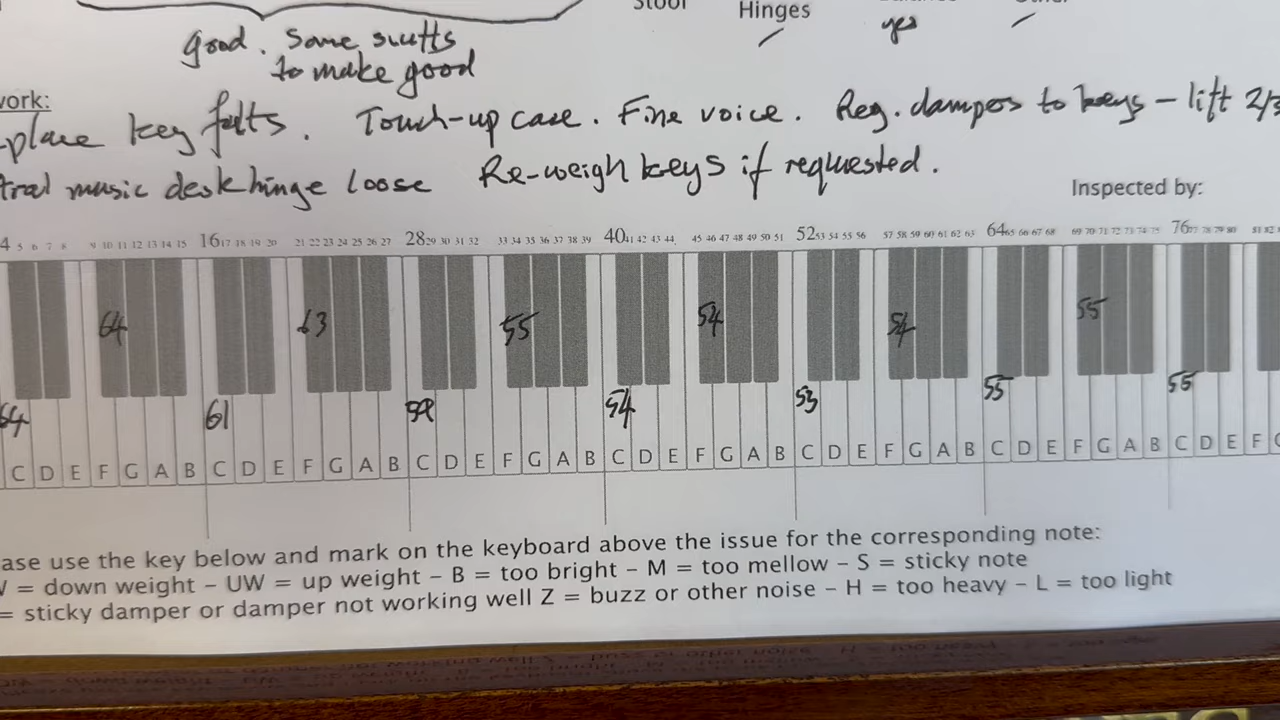 Stool
Hinges
yes
good. Some scuffs
to make good
work:
-place key felts. Touch-up case. Fine voice. Reg. dampers to keys – lift 2/3
tral music desk hinge loose Re-weigh keys if requested.
Inspected by:
4 5 6 7 8 9 10 11 12 13 14 15 16 17 18 19 20 21 22 23 24 25 26 27 28 29 30 31 32 33 34 35 36 37 38 39 40 41 42 43 44 45 46 47 48 49 50 51 52 53 54 55 56 57 58 59 60 61 62 63 64 65 66 67 68 69 70 71 72 73 74 75 76 77 78 79 80 81 82
64 63 55 54 54 55
64 61 54 53 55 55
C D E F G A B C D E F G A B C D E F G A B C D E F G A B C D E F G A B C D E F G A B C D E F
ase use the key below and mark on the keyboard above the issue for the corresponding note:
= down weight – UW = up weight – B = too bright – M = too mellow – S = sticky note
= sticky damper or damper not working well Z = buzz or other noise – H = too heavy – L = too light